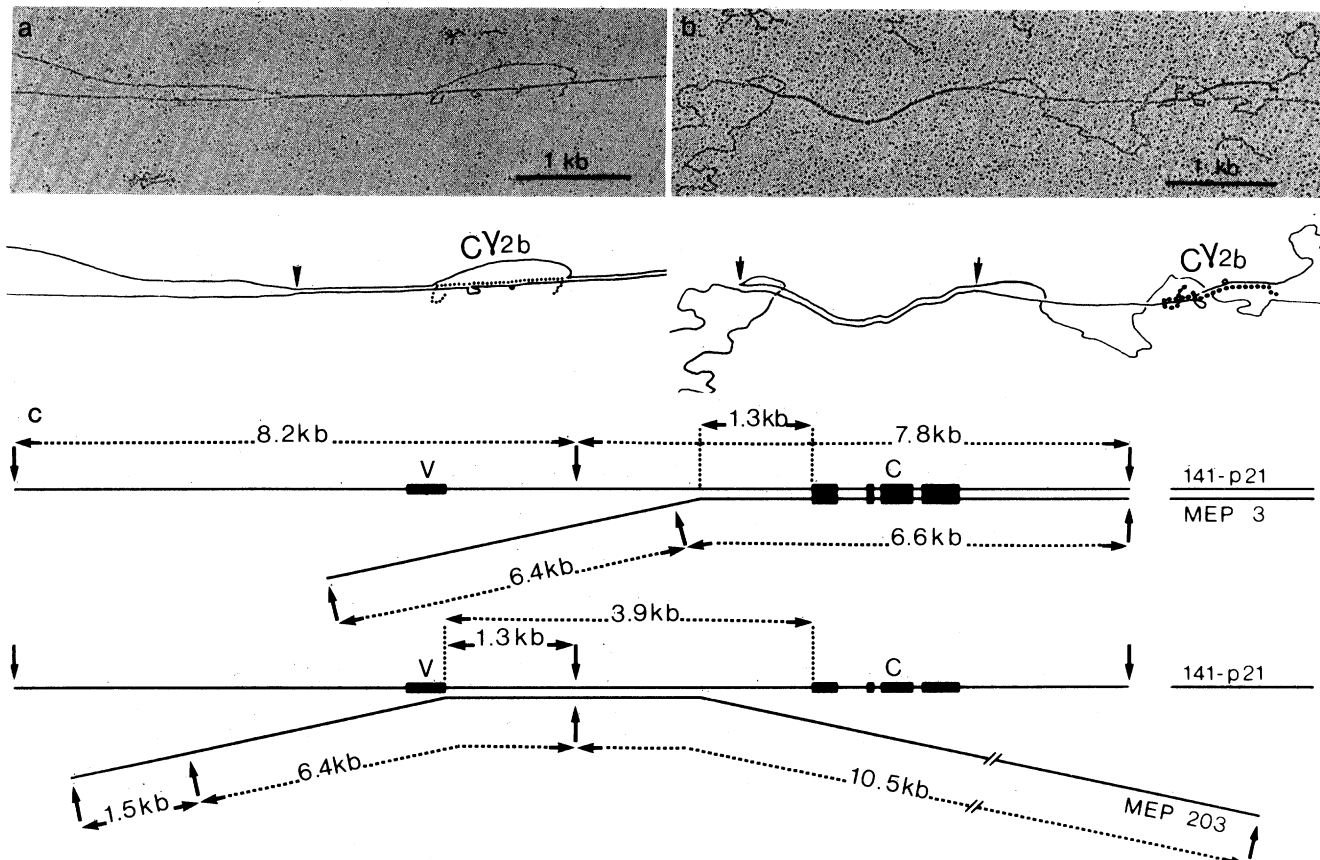 a
b
1 kb
1 kb
Cγ2b
Cγ2b
c
1.3kb
8.2kb
7.8kb
V
C
141-p21
MEP 3
6.6kb
6.4kb
3.9kb
1.3kb
V
C
141-p21
6.4kb
10.5kb
1.5kb
MEP 203